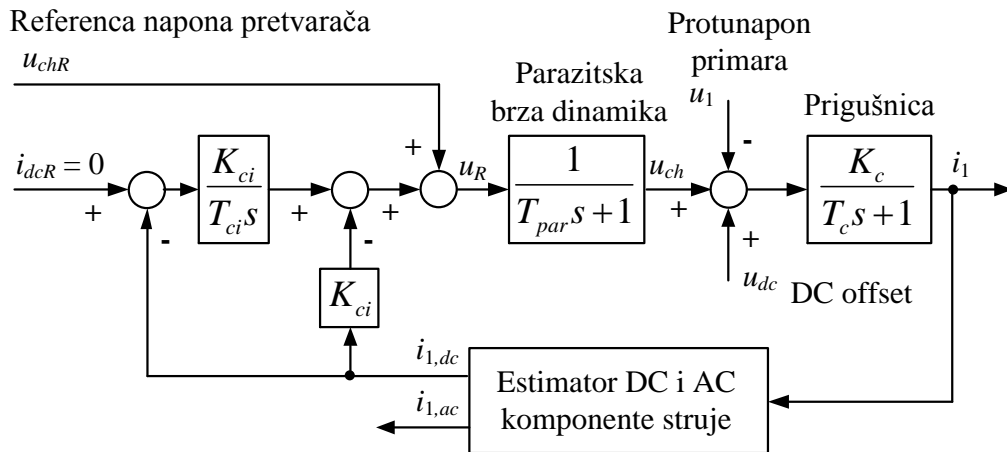 Referenca napona pretvarača
u_chR
Protunapon
primara
u_1
Parazitska
brza dinamika
Prigušnica
i_dcR = 0
+
-
K_ci
T_ci s
+
-
+
+
u_R
1
T_par s + 1
u_ch
+
-
+
K_c
T_c s + 1
i_1
u_dc
DC offset
K_ci
i_1,dc
i_1,ac
Estimator DC i AC
komponente struje